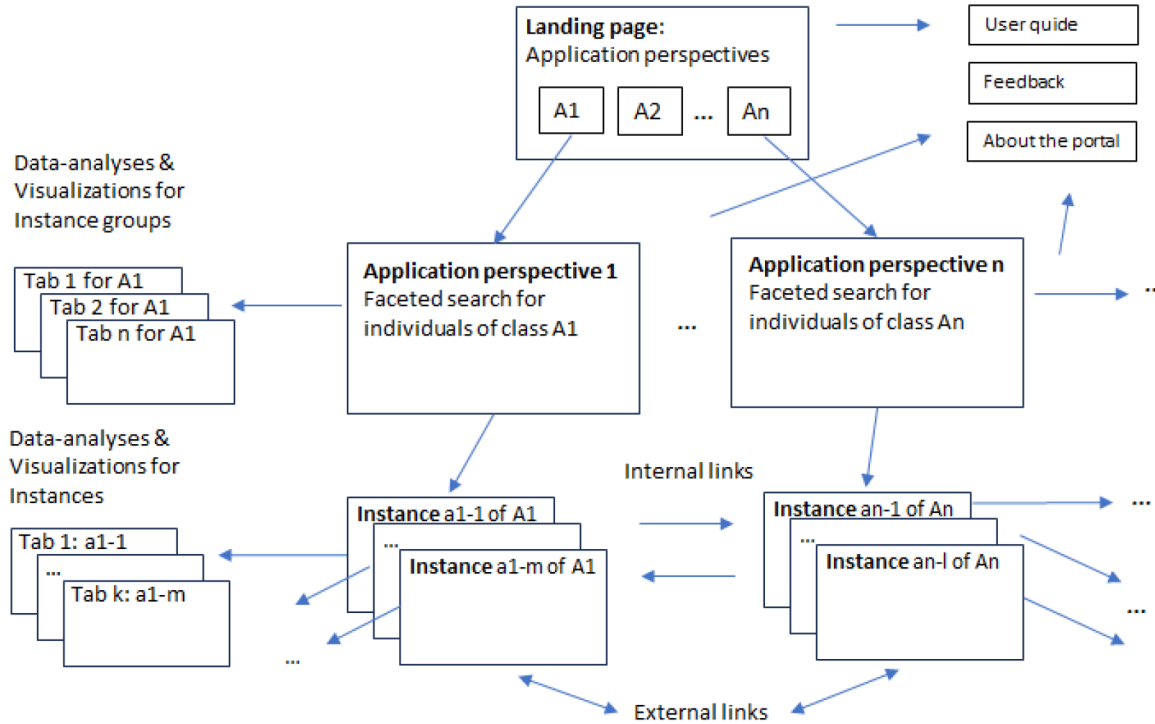 Landing page:
Application perspectives
A1 A2 ... An
User quide
Feedback
About the portal
Data-analyses &
Visualizations for
Instance groups
Tab 1 for A1
Tab 2 for A1
Tab n for A1
Application perspective 1
Faceted search for
individuals of class A1
...
Application perspective n
Faceted search for
individuals of class An
...
Data-analyses &
Visualizations for
Instances
Tab 1: a1-1
...
Tab k: a1-m
...
Instance a1-1 of A1
...
Instance a1-m of A1
Internal links
Instance an-1 of An
...
Instance an-l of An
...
...
External links